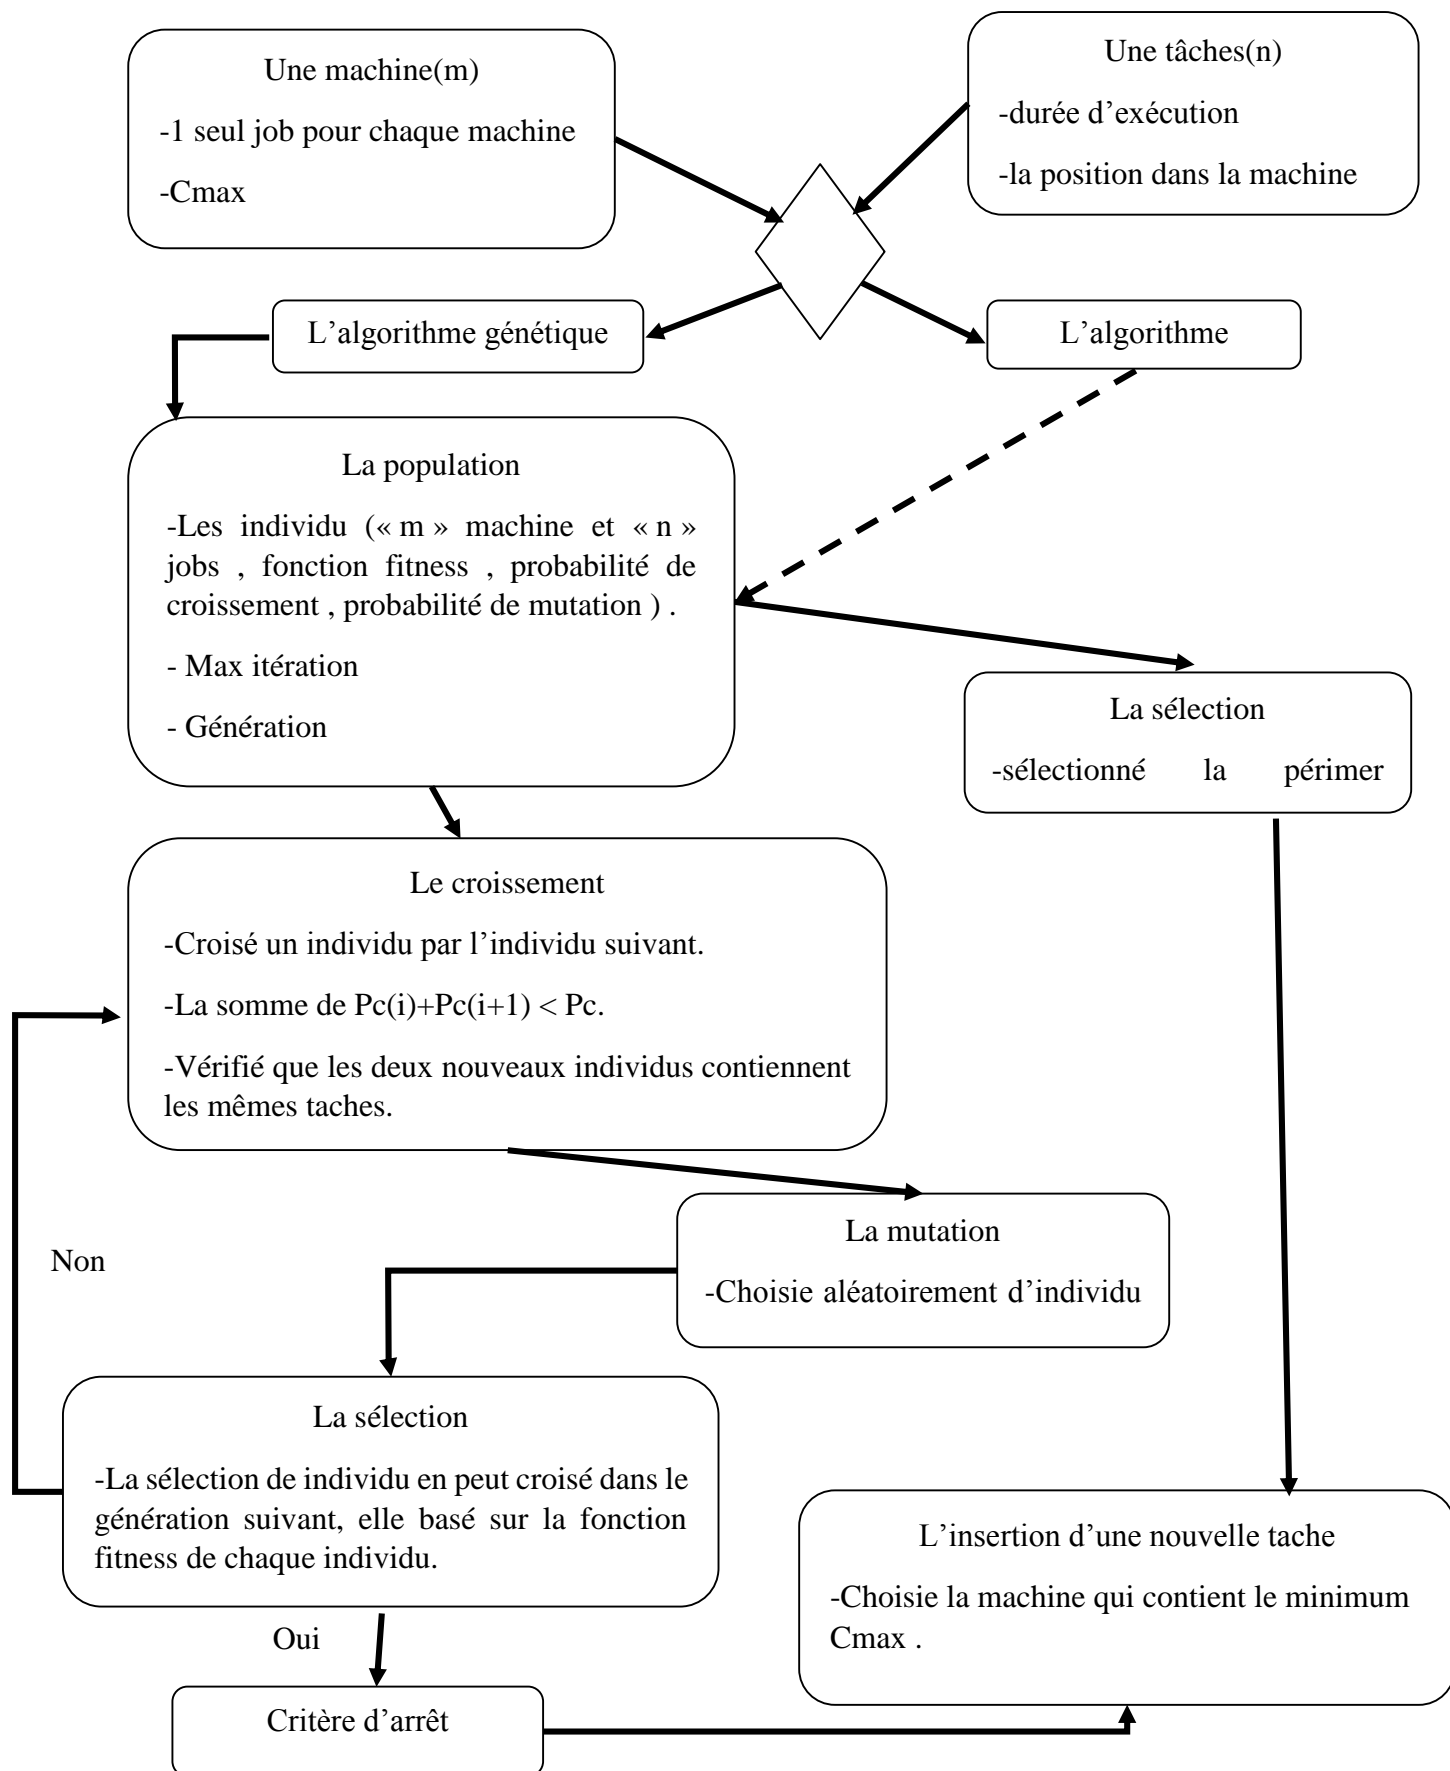 Une machine(m)
-1 seul job pour chaque machine
-Cmax
Une tâches(n)
-durée d’exécution
-la position dans la machine
L’algorithme génétique
L’algorithme
La population
-Les individu (« m » machine et « n »
jobs , fonction fitness , probabilité de
croissement , probabilité de mutation ) .
- Max itération
- Génération
La sélection
-sélectionné la périmer
Le croissement
-Croisé un individu par l’individu suivant.
-La somme de Pc(i)+Pc(i+1) < Pc.
-Vérifié que les deux nouveaux individus contiennent
les mêmes taches.
La mutation
-Choisie aléatoirement d’individu
Non
La sélection
-La sélection de individu en peut croisé dans le
génération suivant, elle basé sur la fonction
fitness de chaque individu.
L’insertion d’une nouvelle tache
-Choisie la machine qui contient le minimum
Cmax .
Oui
Critère d’arrêt